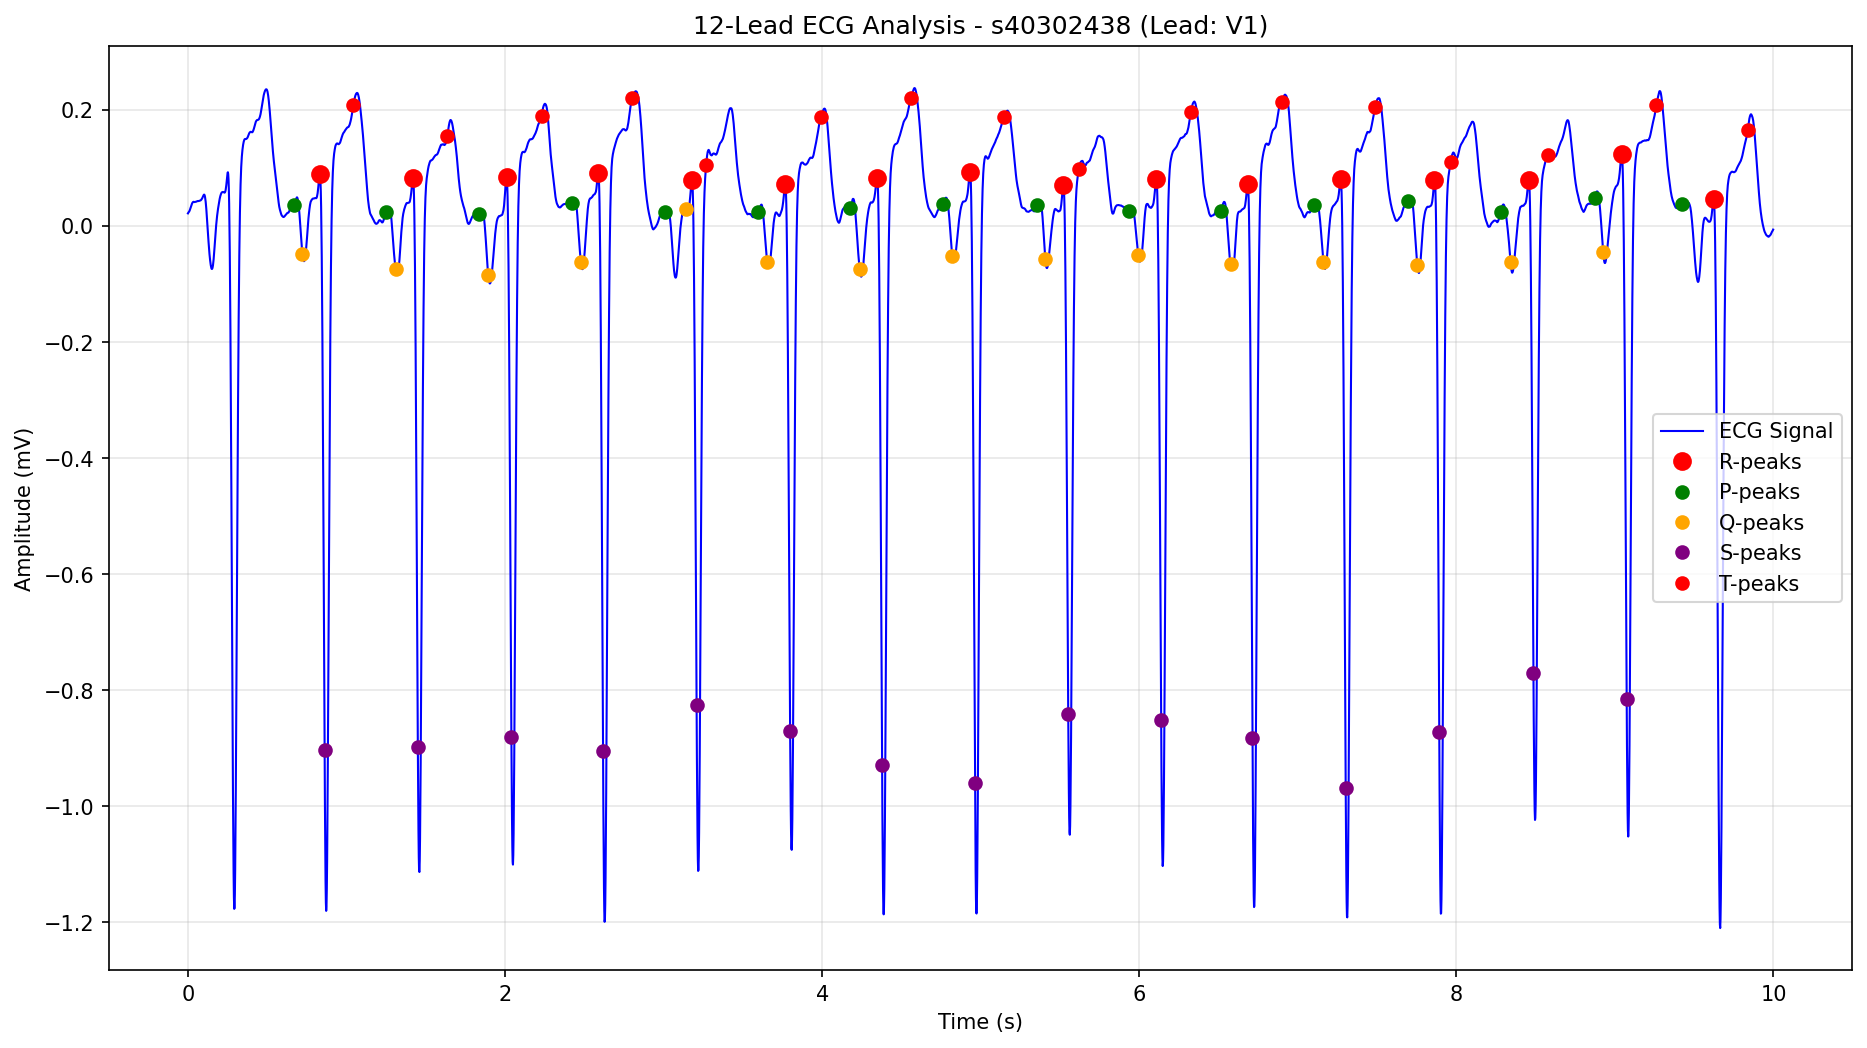 12-Lead ECG Analysis - s40302438 (Lead: V1)
Amplitude (mV)
0.2
0.0
−0.2
−0.4
−0.6
−0.8
−1.0
−1.2
ECG Signal
R-peaks
P-peaks
Q-peaks
S-peaks
T-peaks
0 2 4 6 8 10
Time (s)